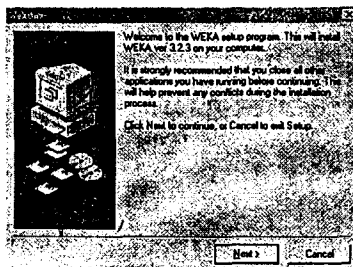 Welcome to the WEKA setup program. This will install
WEKA ver 3.2.3 on your computer.
It is strongly recommended that you close all other
applications you have running before continuing. This
will help prevent any conflicts during the installation
process.
Click Next to continue, or Cancel to exit Setup.
Next >
Cancel